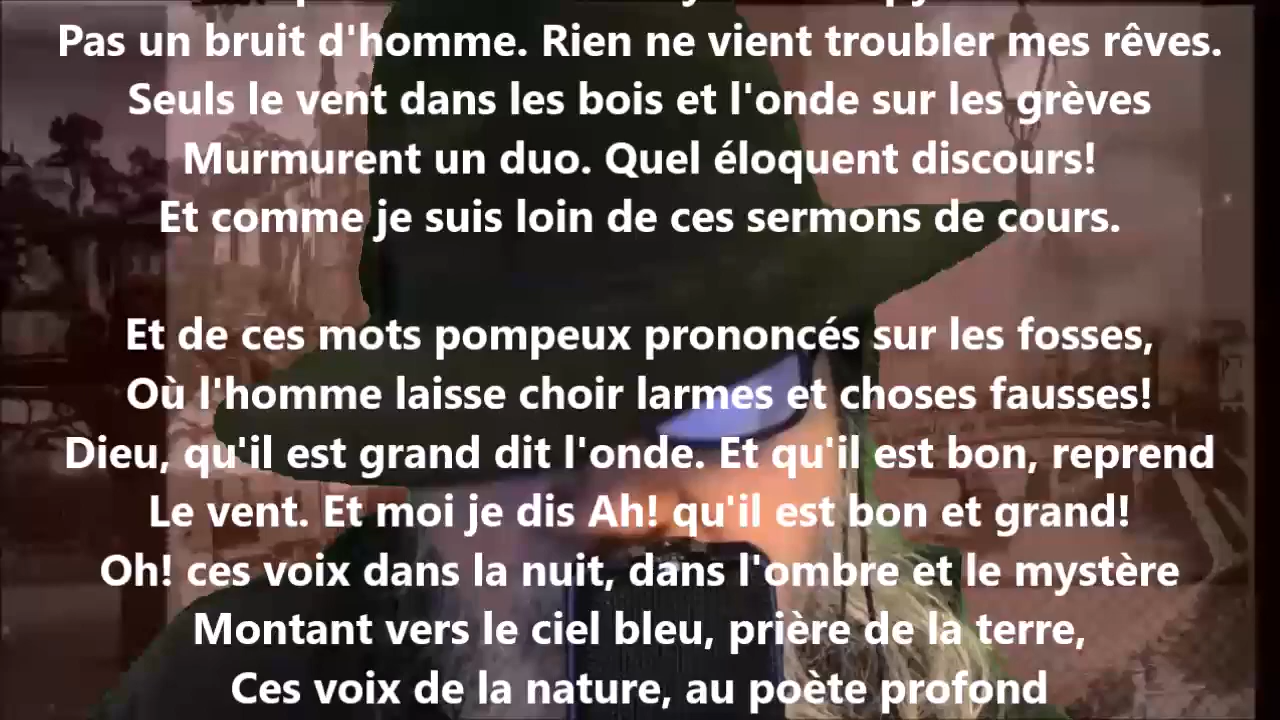 Pas un bruit d'homme. Rien ne vient troubler mes rêves.
Seuls le vent dans les bois et l'onde sur les grèves
Murmurent un duo. Quel éloquent discours!
Et comme je suis loin de ces sermons de cours.
Et de ces mots pompeux prononcés sur les fosses,
Où l'homme laisse choir larmes et choses fausses!
Dieu, qu'il est grand dit l'onde. Et qu'il est bon, reprend
Le vent. Et moi je dis Ah! qu'il est bon et grand!
Oh! ces voix dans la nuit, dans l'ombre et le mystère
Montant vers le ciel bleu, prière de la terre,
Ces voix de la nature, au poète profond